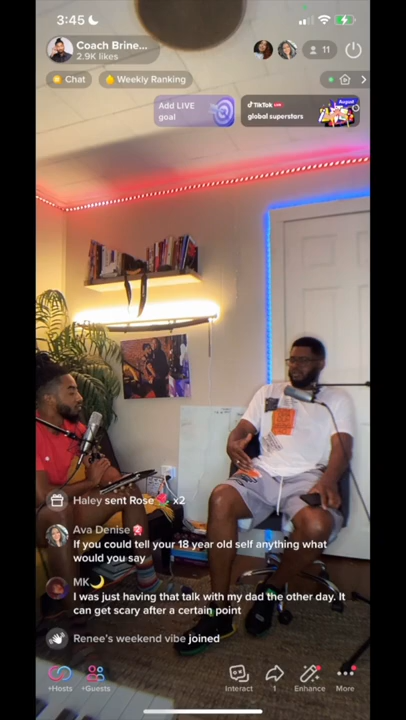 3:45
Coach Brine...
2.9K likes
11
Chat
Weekly Ranking
Add LIVE
goal
TikTok LIVE
global superstars
August
Haley sent Rose x2
Ava Denise
If you could tell your 18 year old self anything what
would you say
MK
I was just having that talk with my dad the other day. It
can get scary after a certain point
Renee's weekend vibe joined
+Hosts
+Guests
Interact
1
Enhance
More